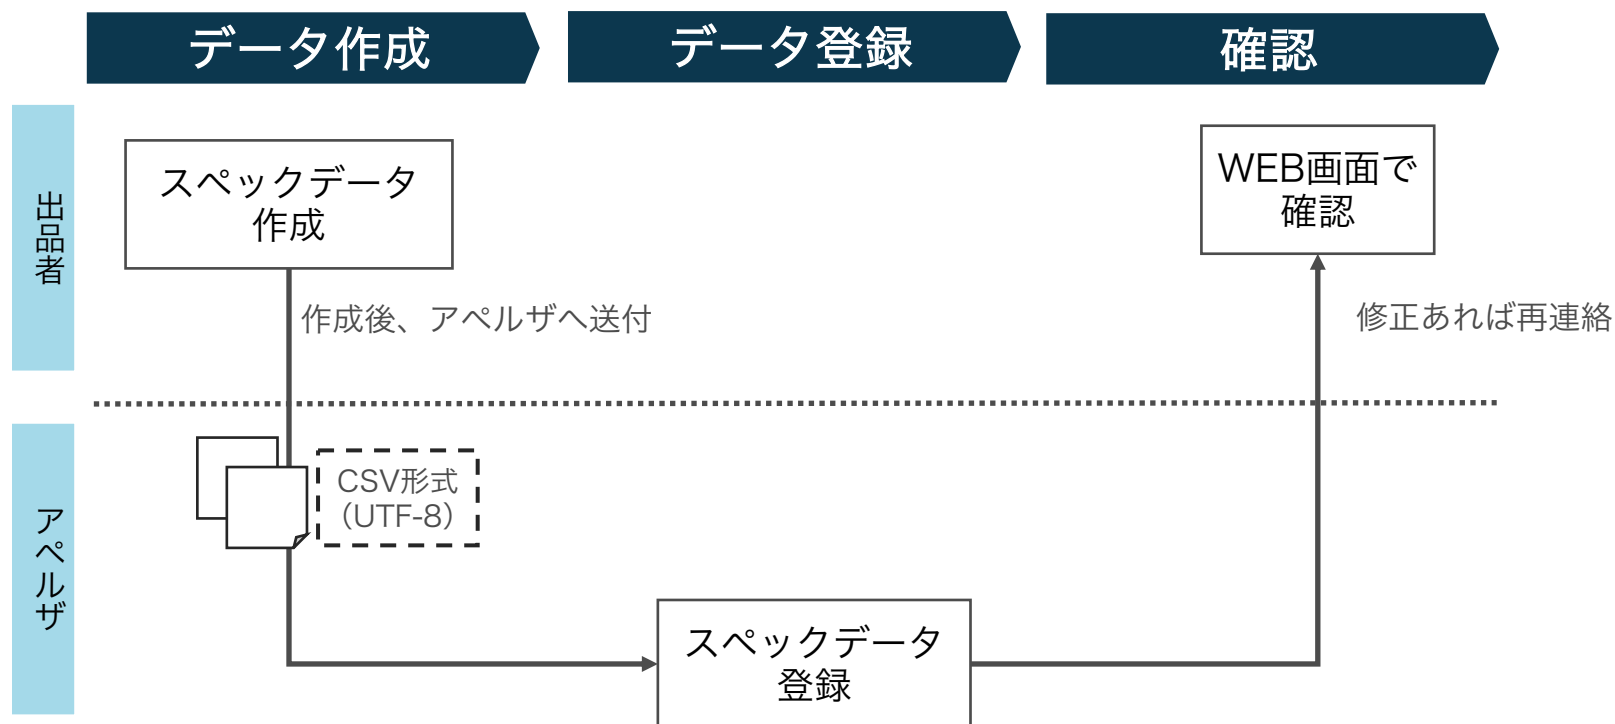 データ作成
データ登録
確認
出品者
スペックデータ
作成
WEB画面で
確認
作成後、アペルザへ送付
修正あれば再連絡
アペルザ
CSV形式
（UTF-8）
スペックデータ
登録